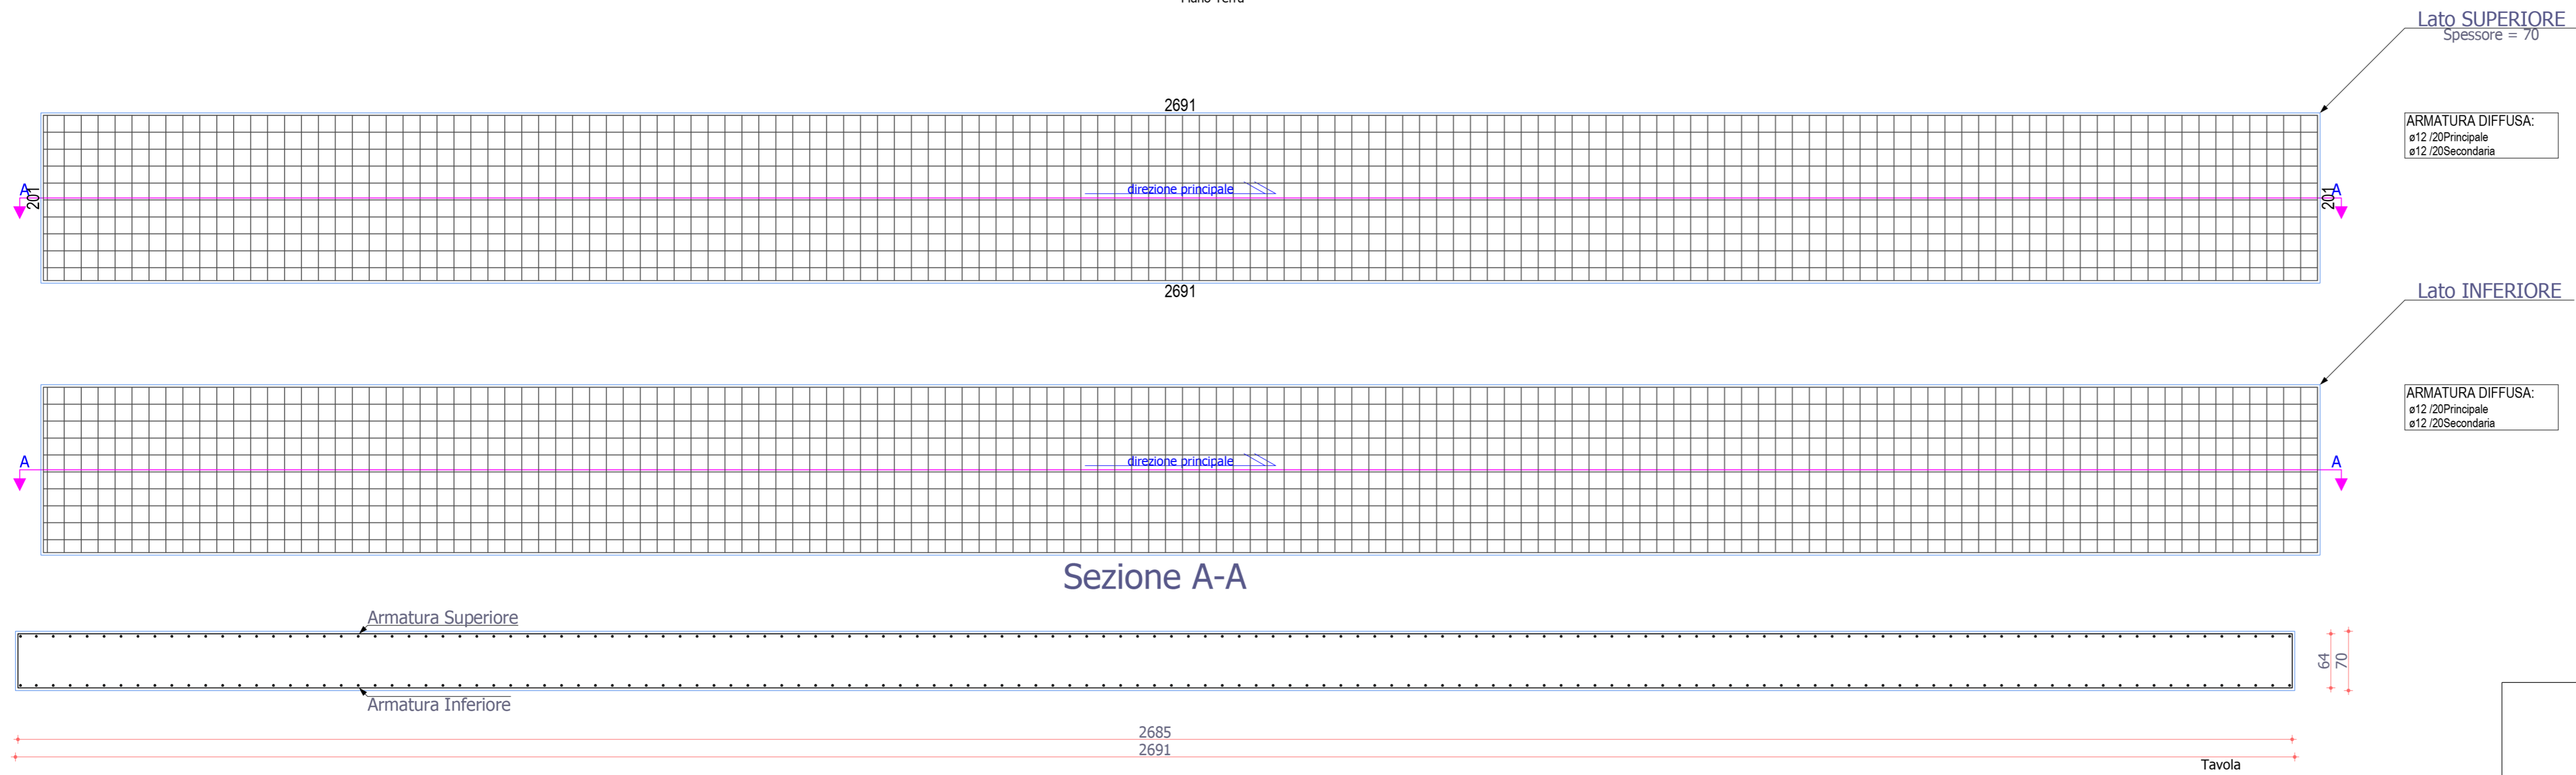 Lato SUPERIORE
Spessore = 70
2691
ARMATURA DIFFUSA:
ø12 /20Principale
ø12 /20Secondaria
A
201
direzione principale
201
A
2691
Lato INFERIORE
ARMATURA DIFFUSA:
ø12 /20Principale
ø12 /20Secondaria
A
direzione principale
A
Sezione A-A
Armatura Superiore
64
70
Armatura Inferiore
2685
2691
Tavola